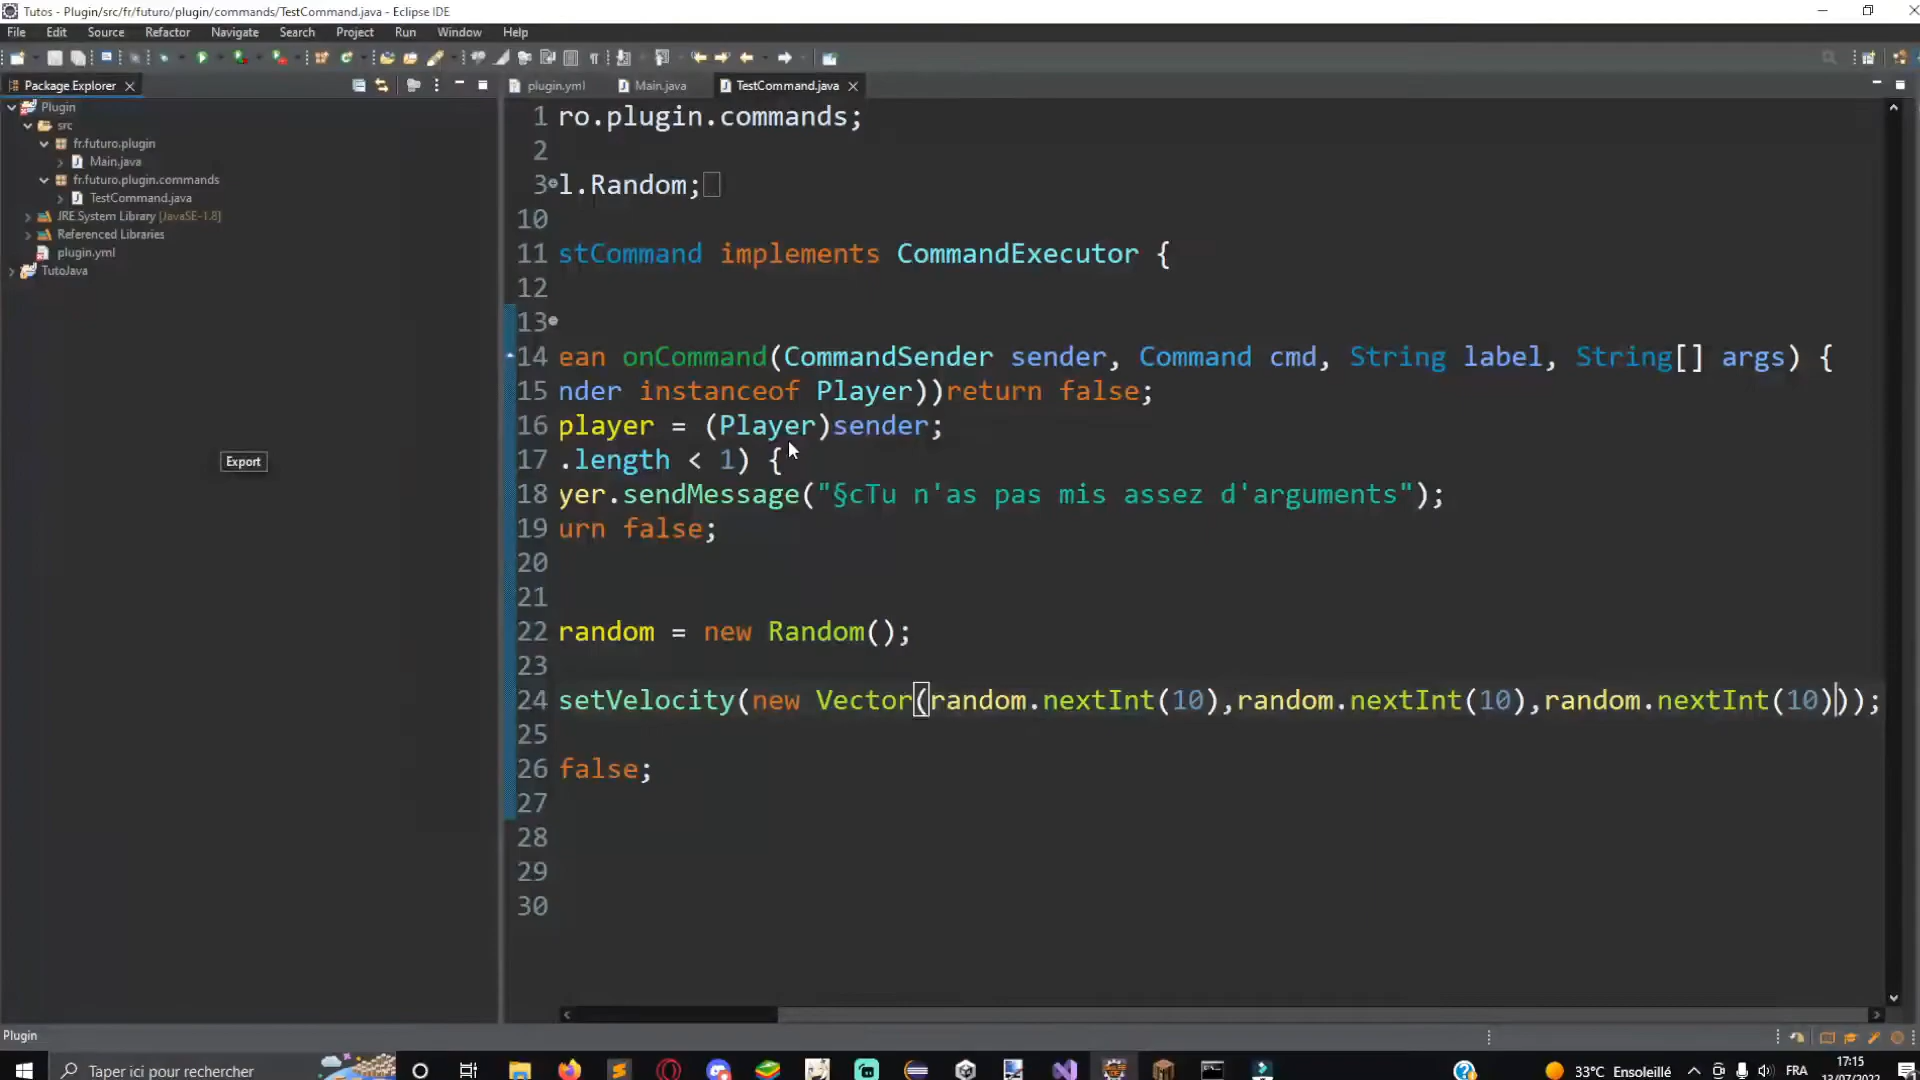 Tutos - Plugin/src/fr/futuro/plugin/commands/TestCommand.java - Eclipse IDE
File Edit Source Refactor Navigate Search Project Run Window Help
Package Explorer
plugin.yml
Main.java
TestCommand.java
Plugin
src
fr.futuro.plugin
Main.java
fr.futuro.plugin.commands
TestCommand.java
JRE System Library [JavaSE-1.8]
Referenced Libraries
plugin.yml
TutoJava
Export
1 ro.plugin.commands;
2
3 l.Random;
10
11 stCommand implements CommandExecutor {
12
13
14 ean onCommand(CommandSender sender, Command cmd, String label, String[] args) {
15 nder instanceof Player))return false;
16 player = (Player)sender;
17 .length < 1) {
18 yer.sendMessage("§cTu n'as pas mis assez d'arguments");
19 urn false;
20
21
22 random = new Random();
23
24 setVelocity(new Vector(random.nextInt(10),random.nextInt(10),random.nextInt(10)));
25
26 false;
27
28
29
30
Plugin
Taper ici pour rechercher
33°C Ensoleillé
FRA
17:15
13/07/2022